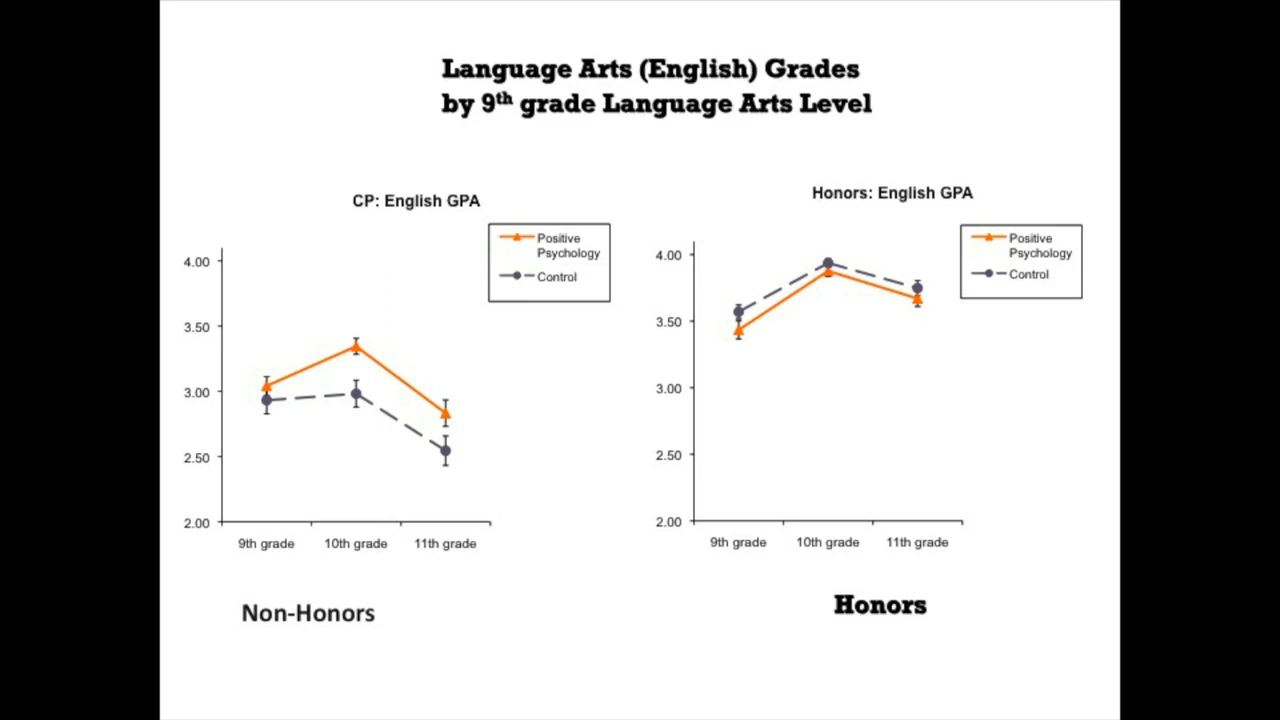 Language Arts (English) Grades
by 9th grade Language Arts Level
CP: English GPA
Positive
Psychology
Control
4.00
3.50
3.00
2.50
2.00
9th grade 10th grade 11th grade
Non-Honors
Honors: English GPA
Positive
Psychology
Control
4.00
3.50
3.00
2.50
2.00
9th grade 10th grade 11th grade
Honors